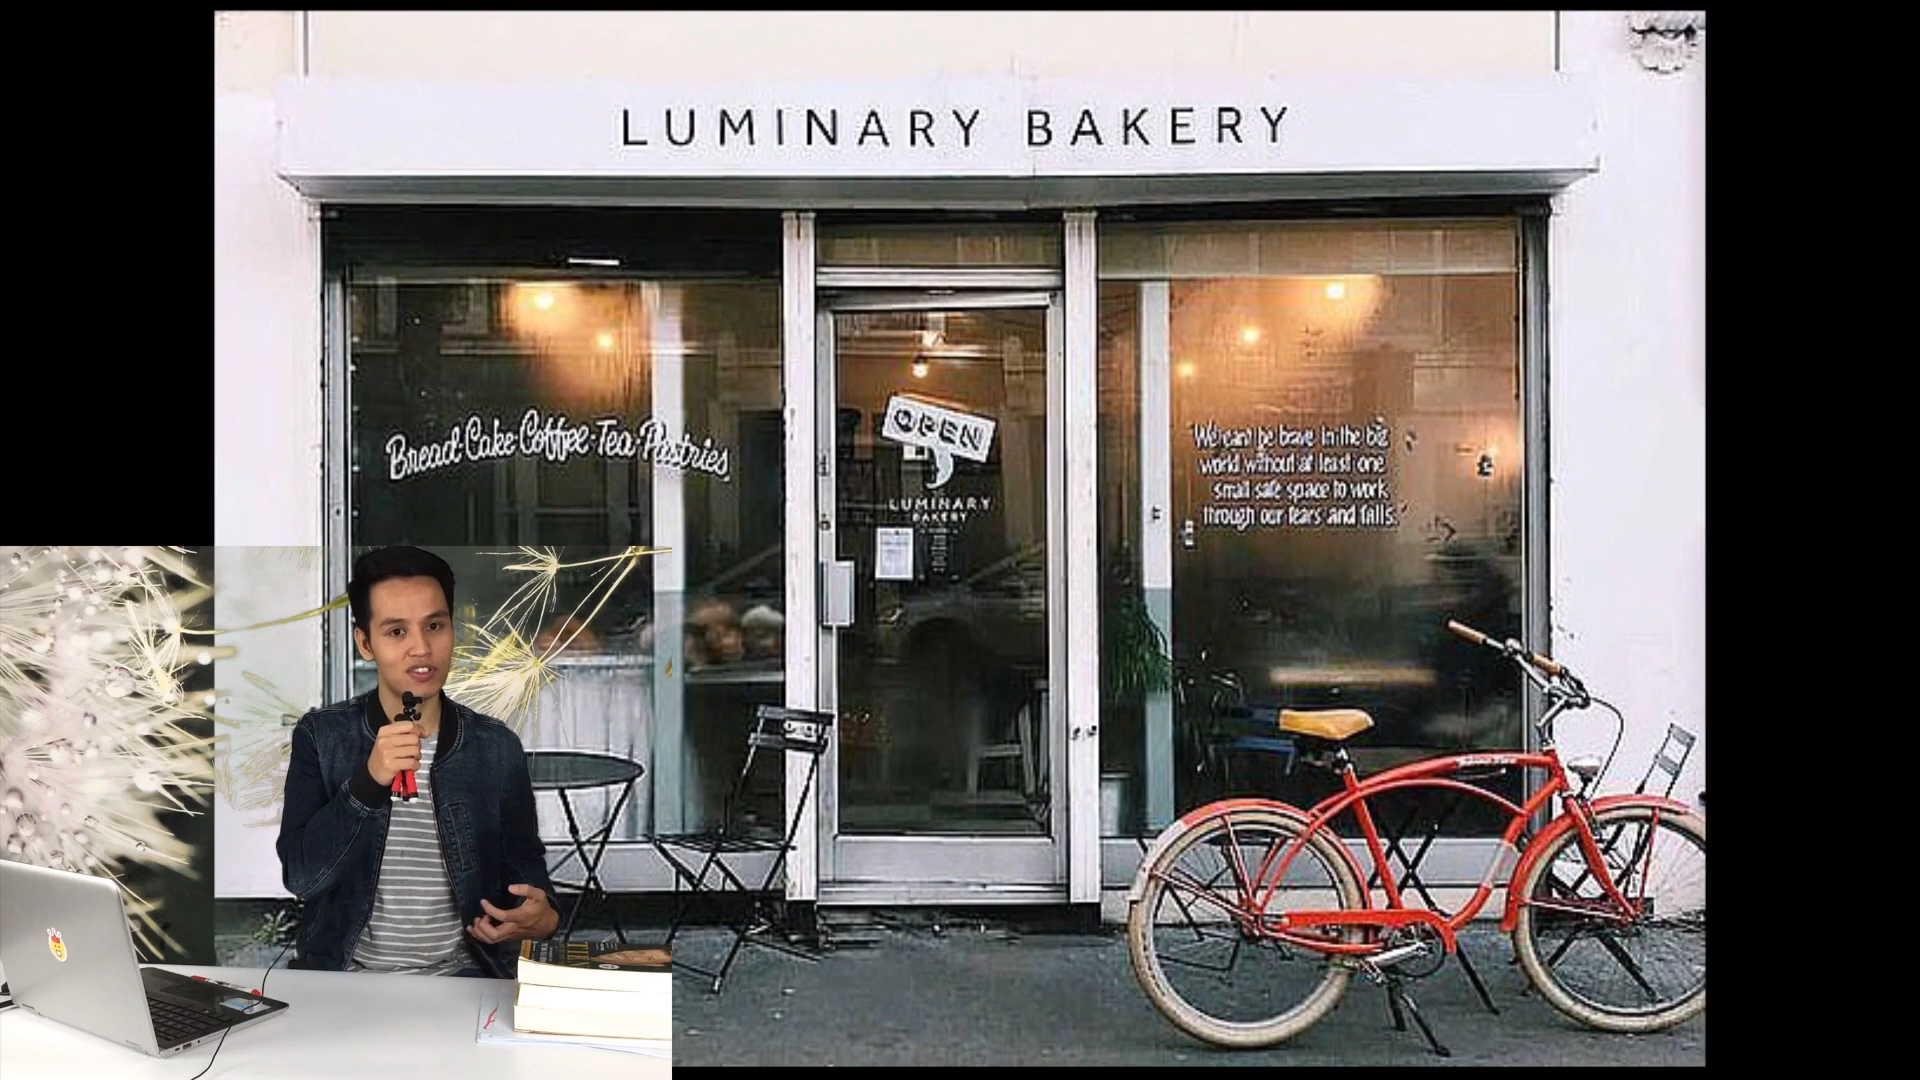 LUMINARY BAKERY
Bread·Cake·Coffee·Tea·Pastries
OPEN
LUMINARY
BAKERY
"We can't be brave in the big
world without at least one
small safe space to work
through our fears and falls."